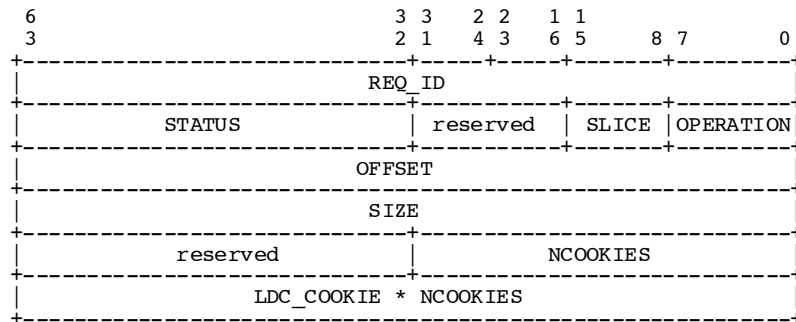 6 3 3 2 2 1 1
3 2 1 4 3 6 5 8 7 0
REQ_ID
STATUS reserved SLICE OPERATION
OFFSET
SIZE
reserved NCOOKIES
LDC_COOKIE * NCOOKIES